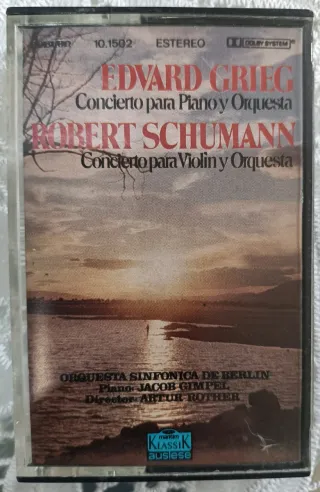 10.1502 ESTEREO DOLBY SYSTEM
EDVARD GRIEG
Concierto para Piano y Orquesta
ROBERT SCHUMANN
Concierto para Violin y Orquesta
ORQUESTA SINFONICA DE BERLIN
Piano: JACOB GIMPEL
Director: ARTUR ROTHER
KLASSIK
auslese